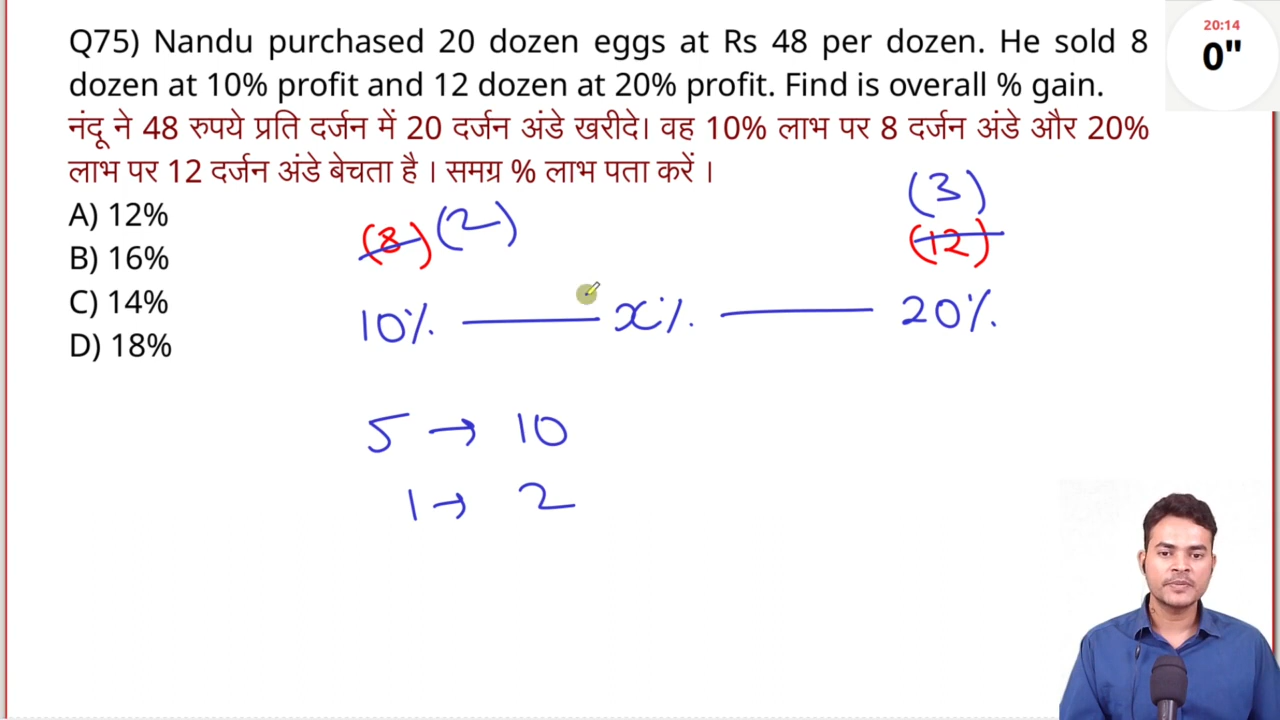 Q75) Nandu purchased 20 dozen eggs at Rs 48 per dozen. He sold 8
dozen at 10% profit and 12 dozen at 20% profit. Find is overall % gain.
नंदू ने 48 रुपये प्रति दर्जन में 20 दर्जन अंडे खरीदे। वह 10% लाभ पर 8 दर्जन अंडे और 20%
लाभ पर 12 दर्जन अंडे बेचता है । समग्र % लाभ पता करें ।
A) 12%
B) 16%
C) 14%
D) 18%
20:14
0"
(3)
(8) (2) (12)
10% x% 20%
5 → 10
1 → 2